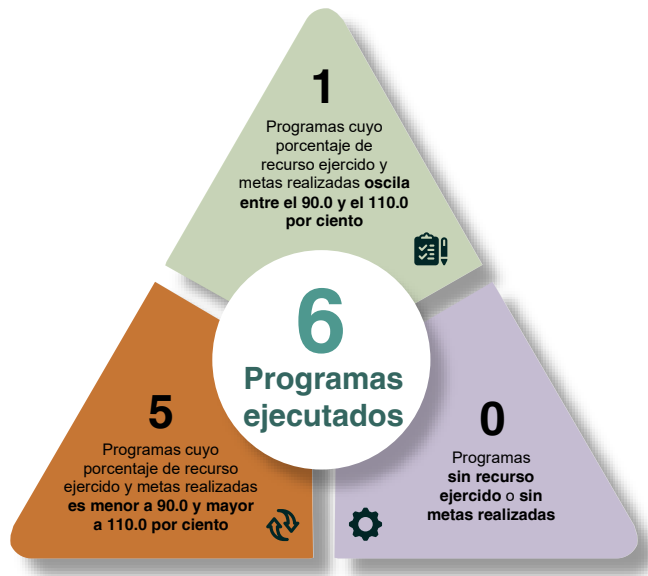 1
Programas cuyo
porcentaje de
recurso ejercido y
metas realizadas oscila
entre el 90.0 y el 110.0
por ciento
6
Programas
ejecutados
5
Programas cuyo
porcentaje de recurso
ejercido y metas realizadas
es menor a 90.0 y mayor
a 110.0 por ciento
0
Programas
sin recurso
ejercido o sin
metas realizadas